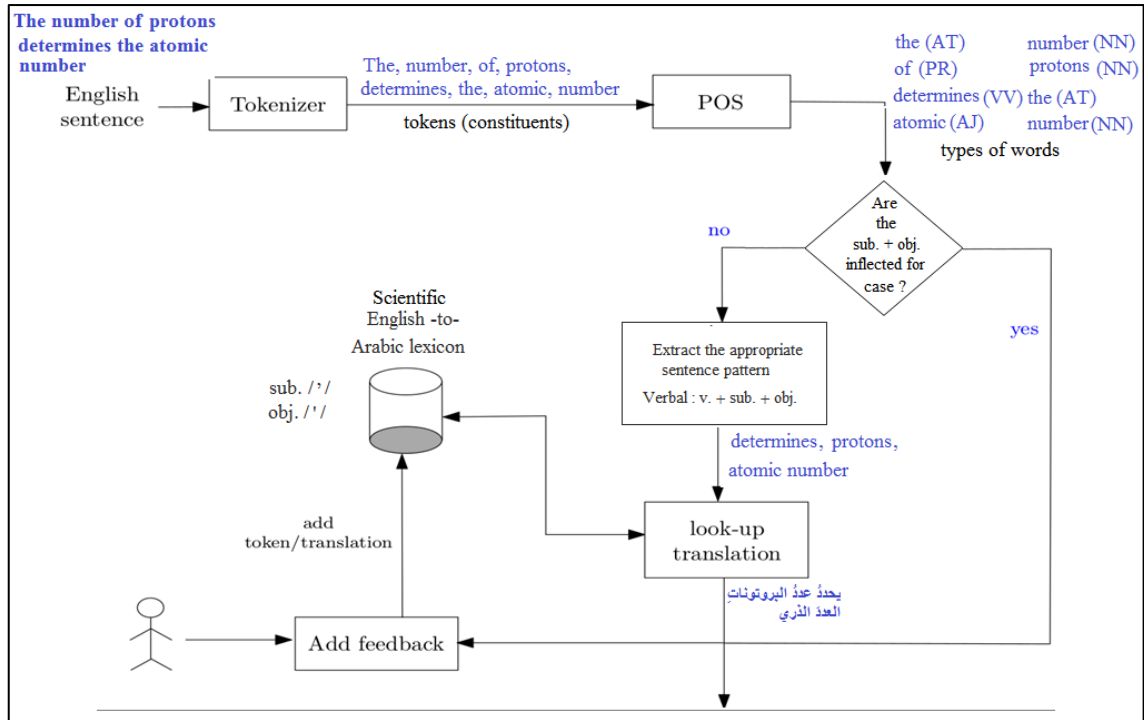 The number of protons
determines the atomic
number
English
sentence
Tokenizer
The, number, of, protons,
determines, the, atomic, number
tokens (constituents)
POS
the (AT) number (NN)
of (PR) protons (NN)
determines (VV) the (AT)
atomic (AJ) number (NN)
types of words
Are
the
sub. + obj.
inflected for
case ?
no
yes
Extract the appropriate
sentence pattern
Verbal : v. + sub. + obj.
determines, protons,
atomic number
Scientific
English -to-
Arabic lexicon
sub. /’/
obj. /'/
look-up
translation
add
token/translation
يحددُ عددُ البروتوناتِ
العددَ الذري
Add feedback